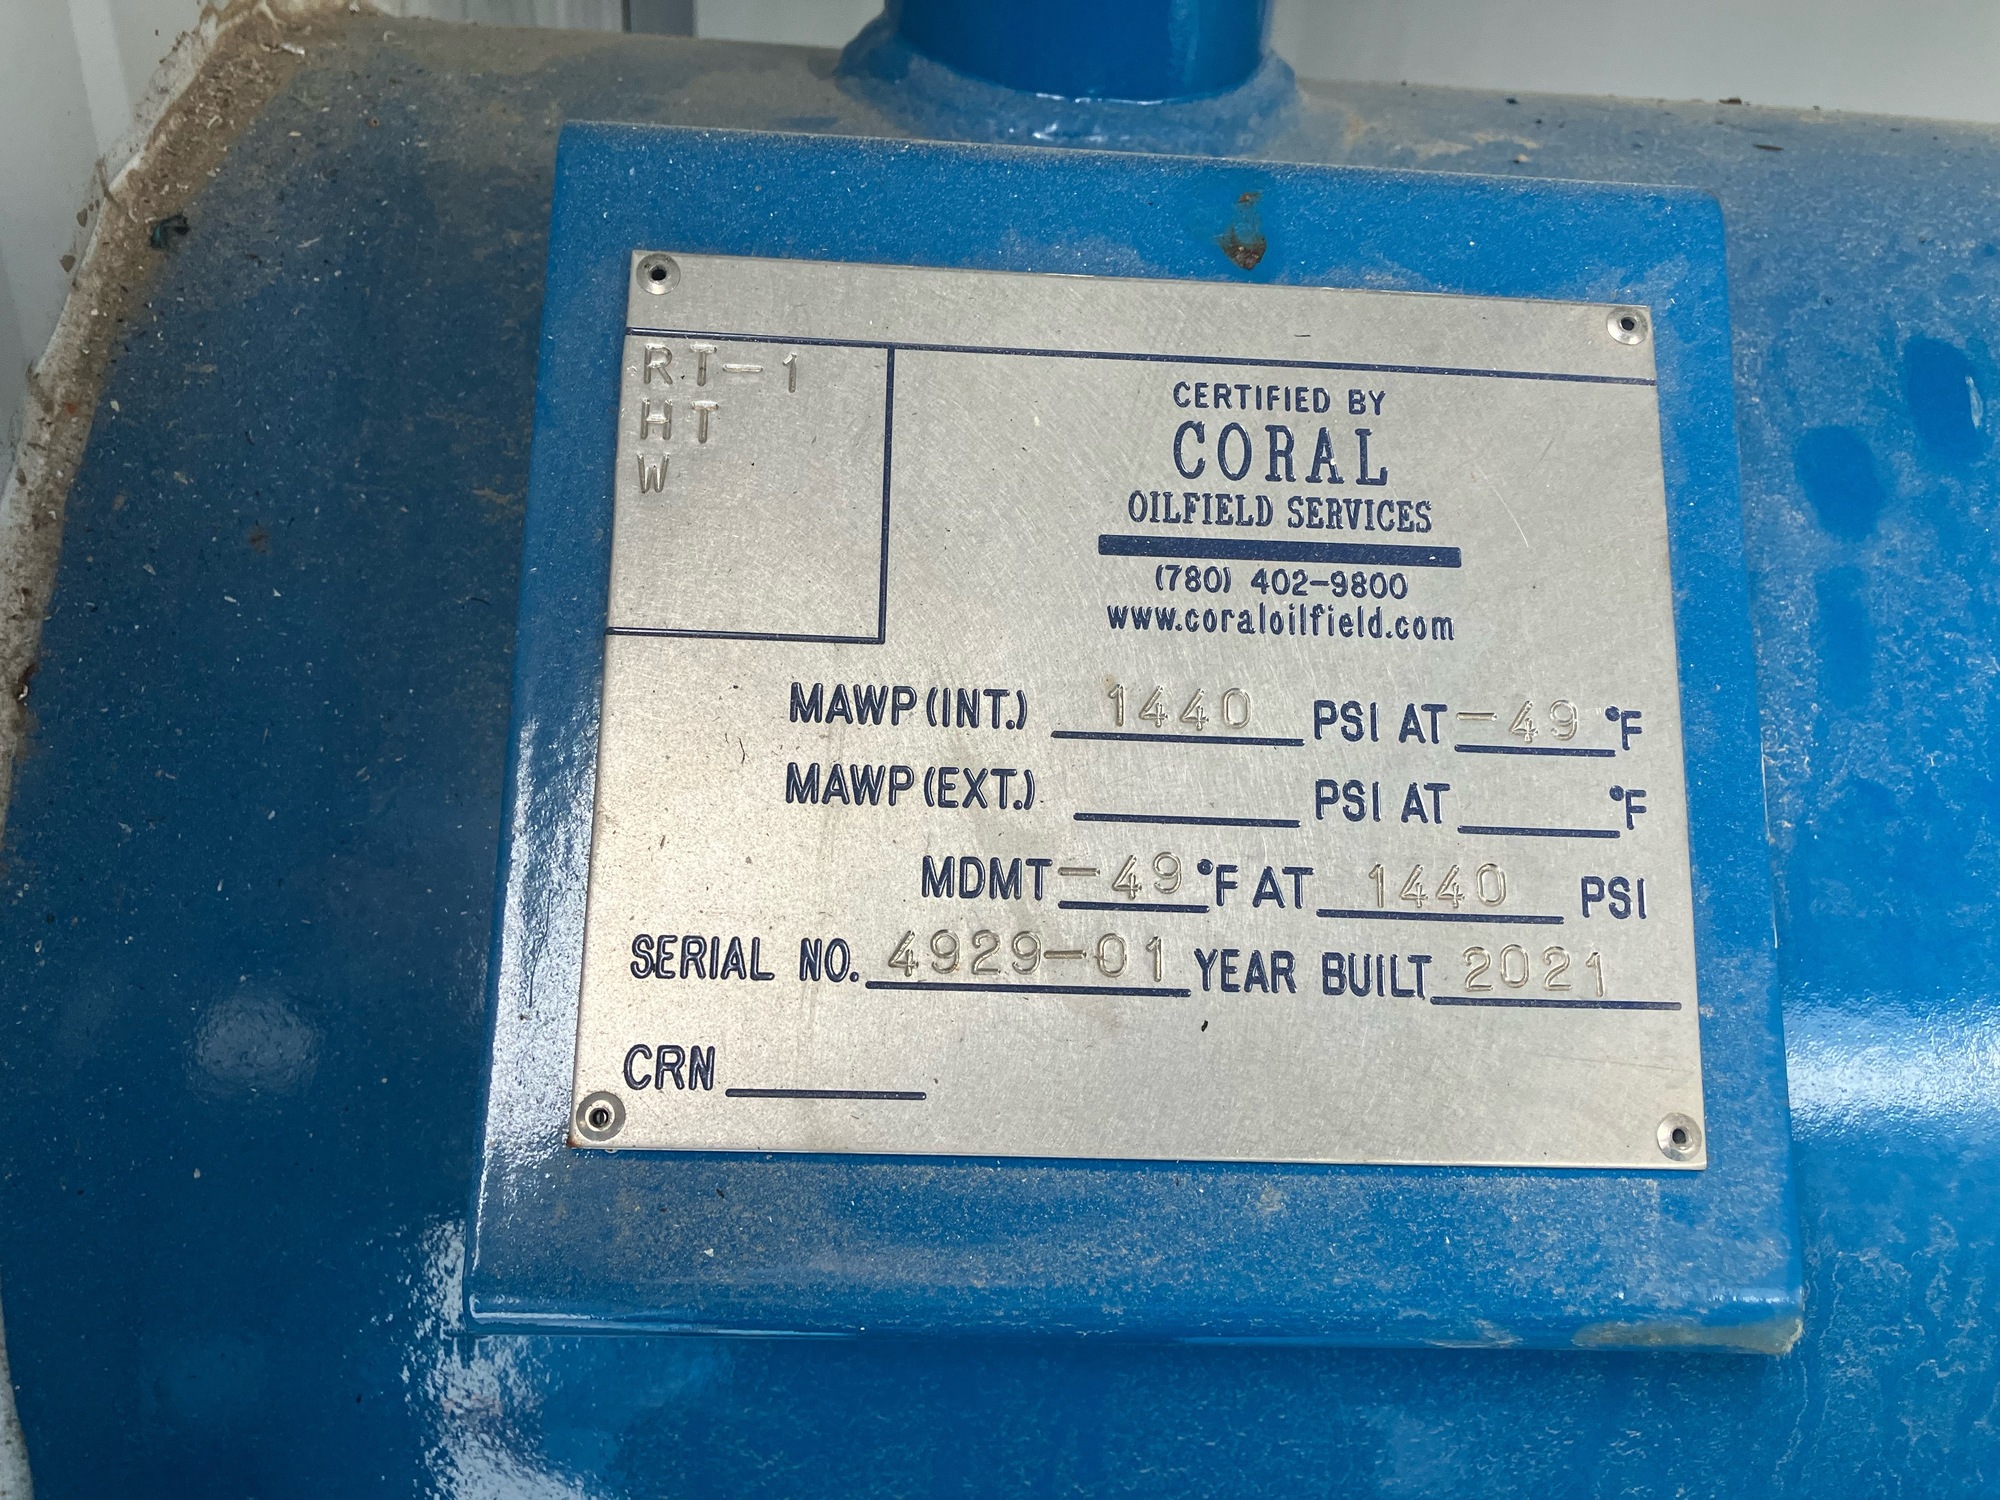 RT-1
HT
W
CERTIFIED BY
CORAL
OILFIELD SERVICES
(780) 402-9800
www.coraloilfield.com
MAWP (INT.) 1440 PSI AT -49 °F
MAWP (EXT.) PSI AT °F
MDMT -49 °F AT 1440 PSI
SERIAL NO. 4929-01 YEAR BUILT 2021
CRN